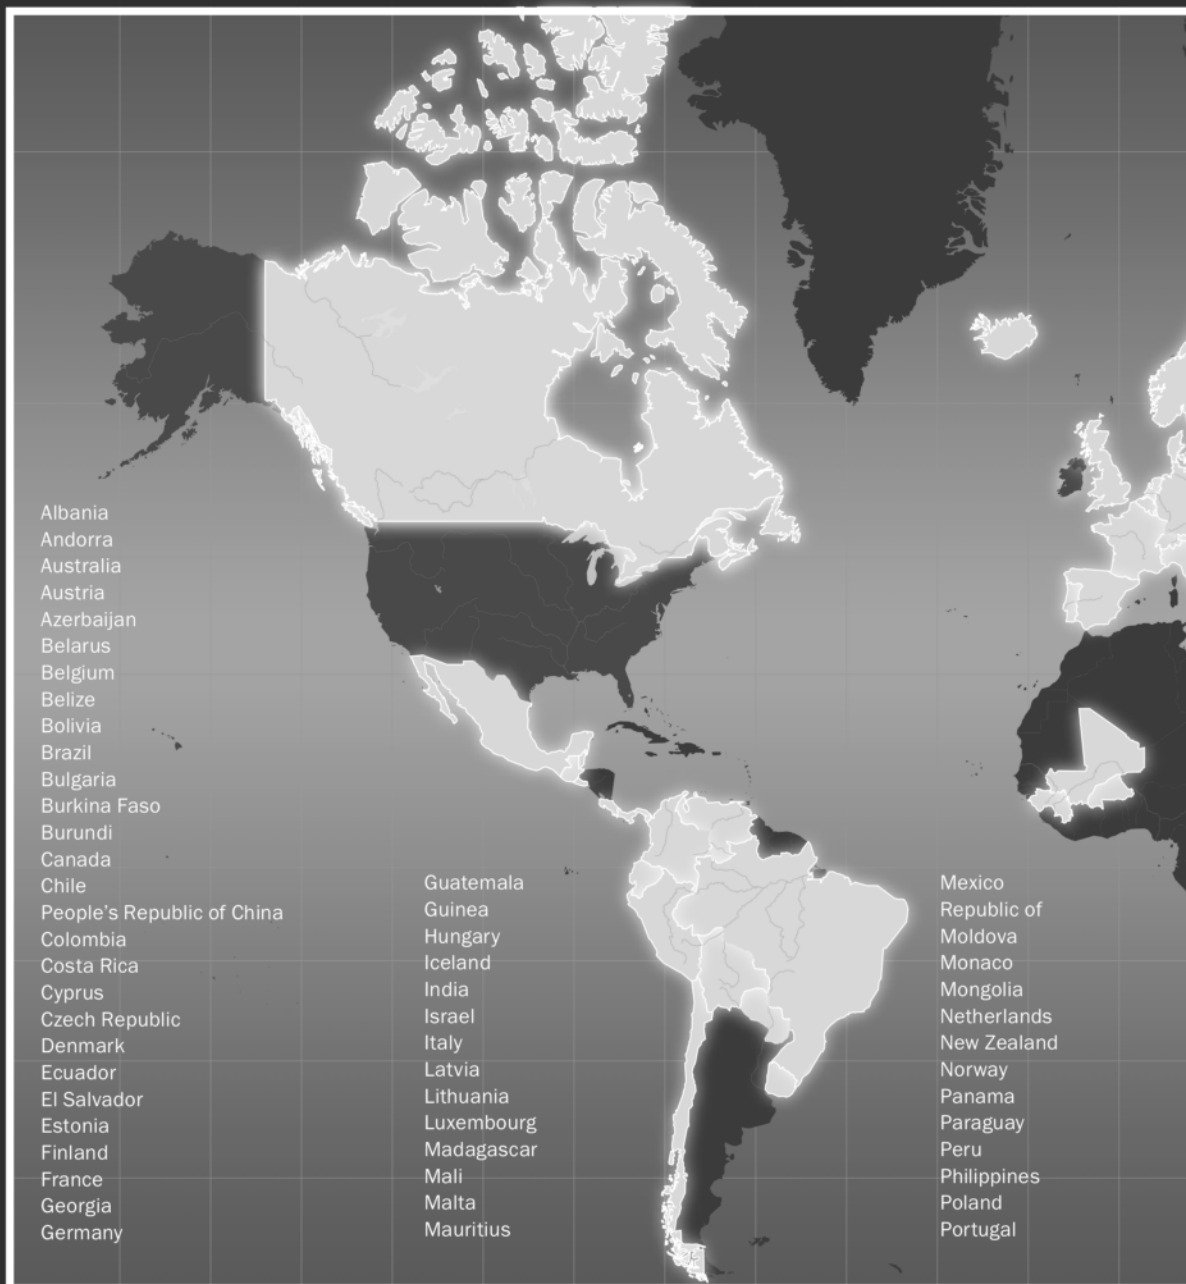 Albania
Andorra
Australia
Austria
Azerbaijan
Belarus
Belgium
Belize
Bolivia
Brazil
Bulgaria
Burkina Faso
Burundi
Canada
Chile
People’s Republic of China
Colombia
Costa Rica
Cyprus
Czech Republic
Denmark
Ecuador
El Salvador
Estonia
Finland
France
Georgia
Germany
Guatemala
Guinea
Hungary
Iceland
India
Israel
Italy
Latvia
Lithuania
Luxembourg
Madagascar
Mali
Malta
Mauritius
Mexico
Republic of
Moldova
Monaco
Mongolia
Netherlands
New Zealand
Norway
Panama
Paraguay
Peru
Philippines
Poland
Portugal